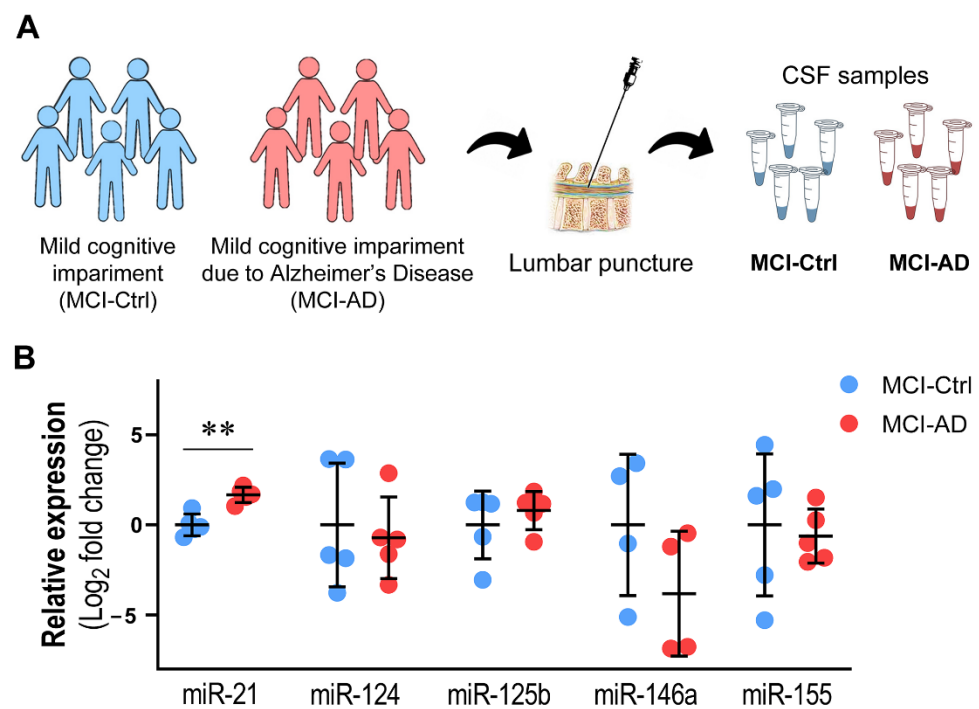 A
CSF samples
Mild cognitive
impariment
(MCI-Ctrl)
Mild cognitive impariment
due to Alzheimer's Disease
(MCI-AD)
Lumbar puncture
MCI-Ctrl
MCI-AD
B
MCI-Ctrl
MCI-AD
Relative expression
(Log₂ fold change)
5
0
−5
**
miR-21
miR-124
miR-125b
miR-146a
miR-155